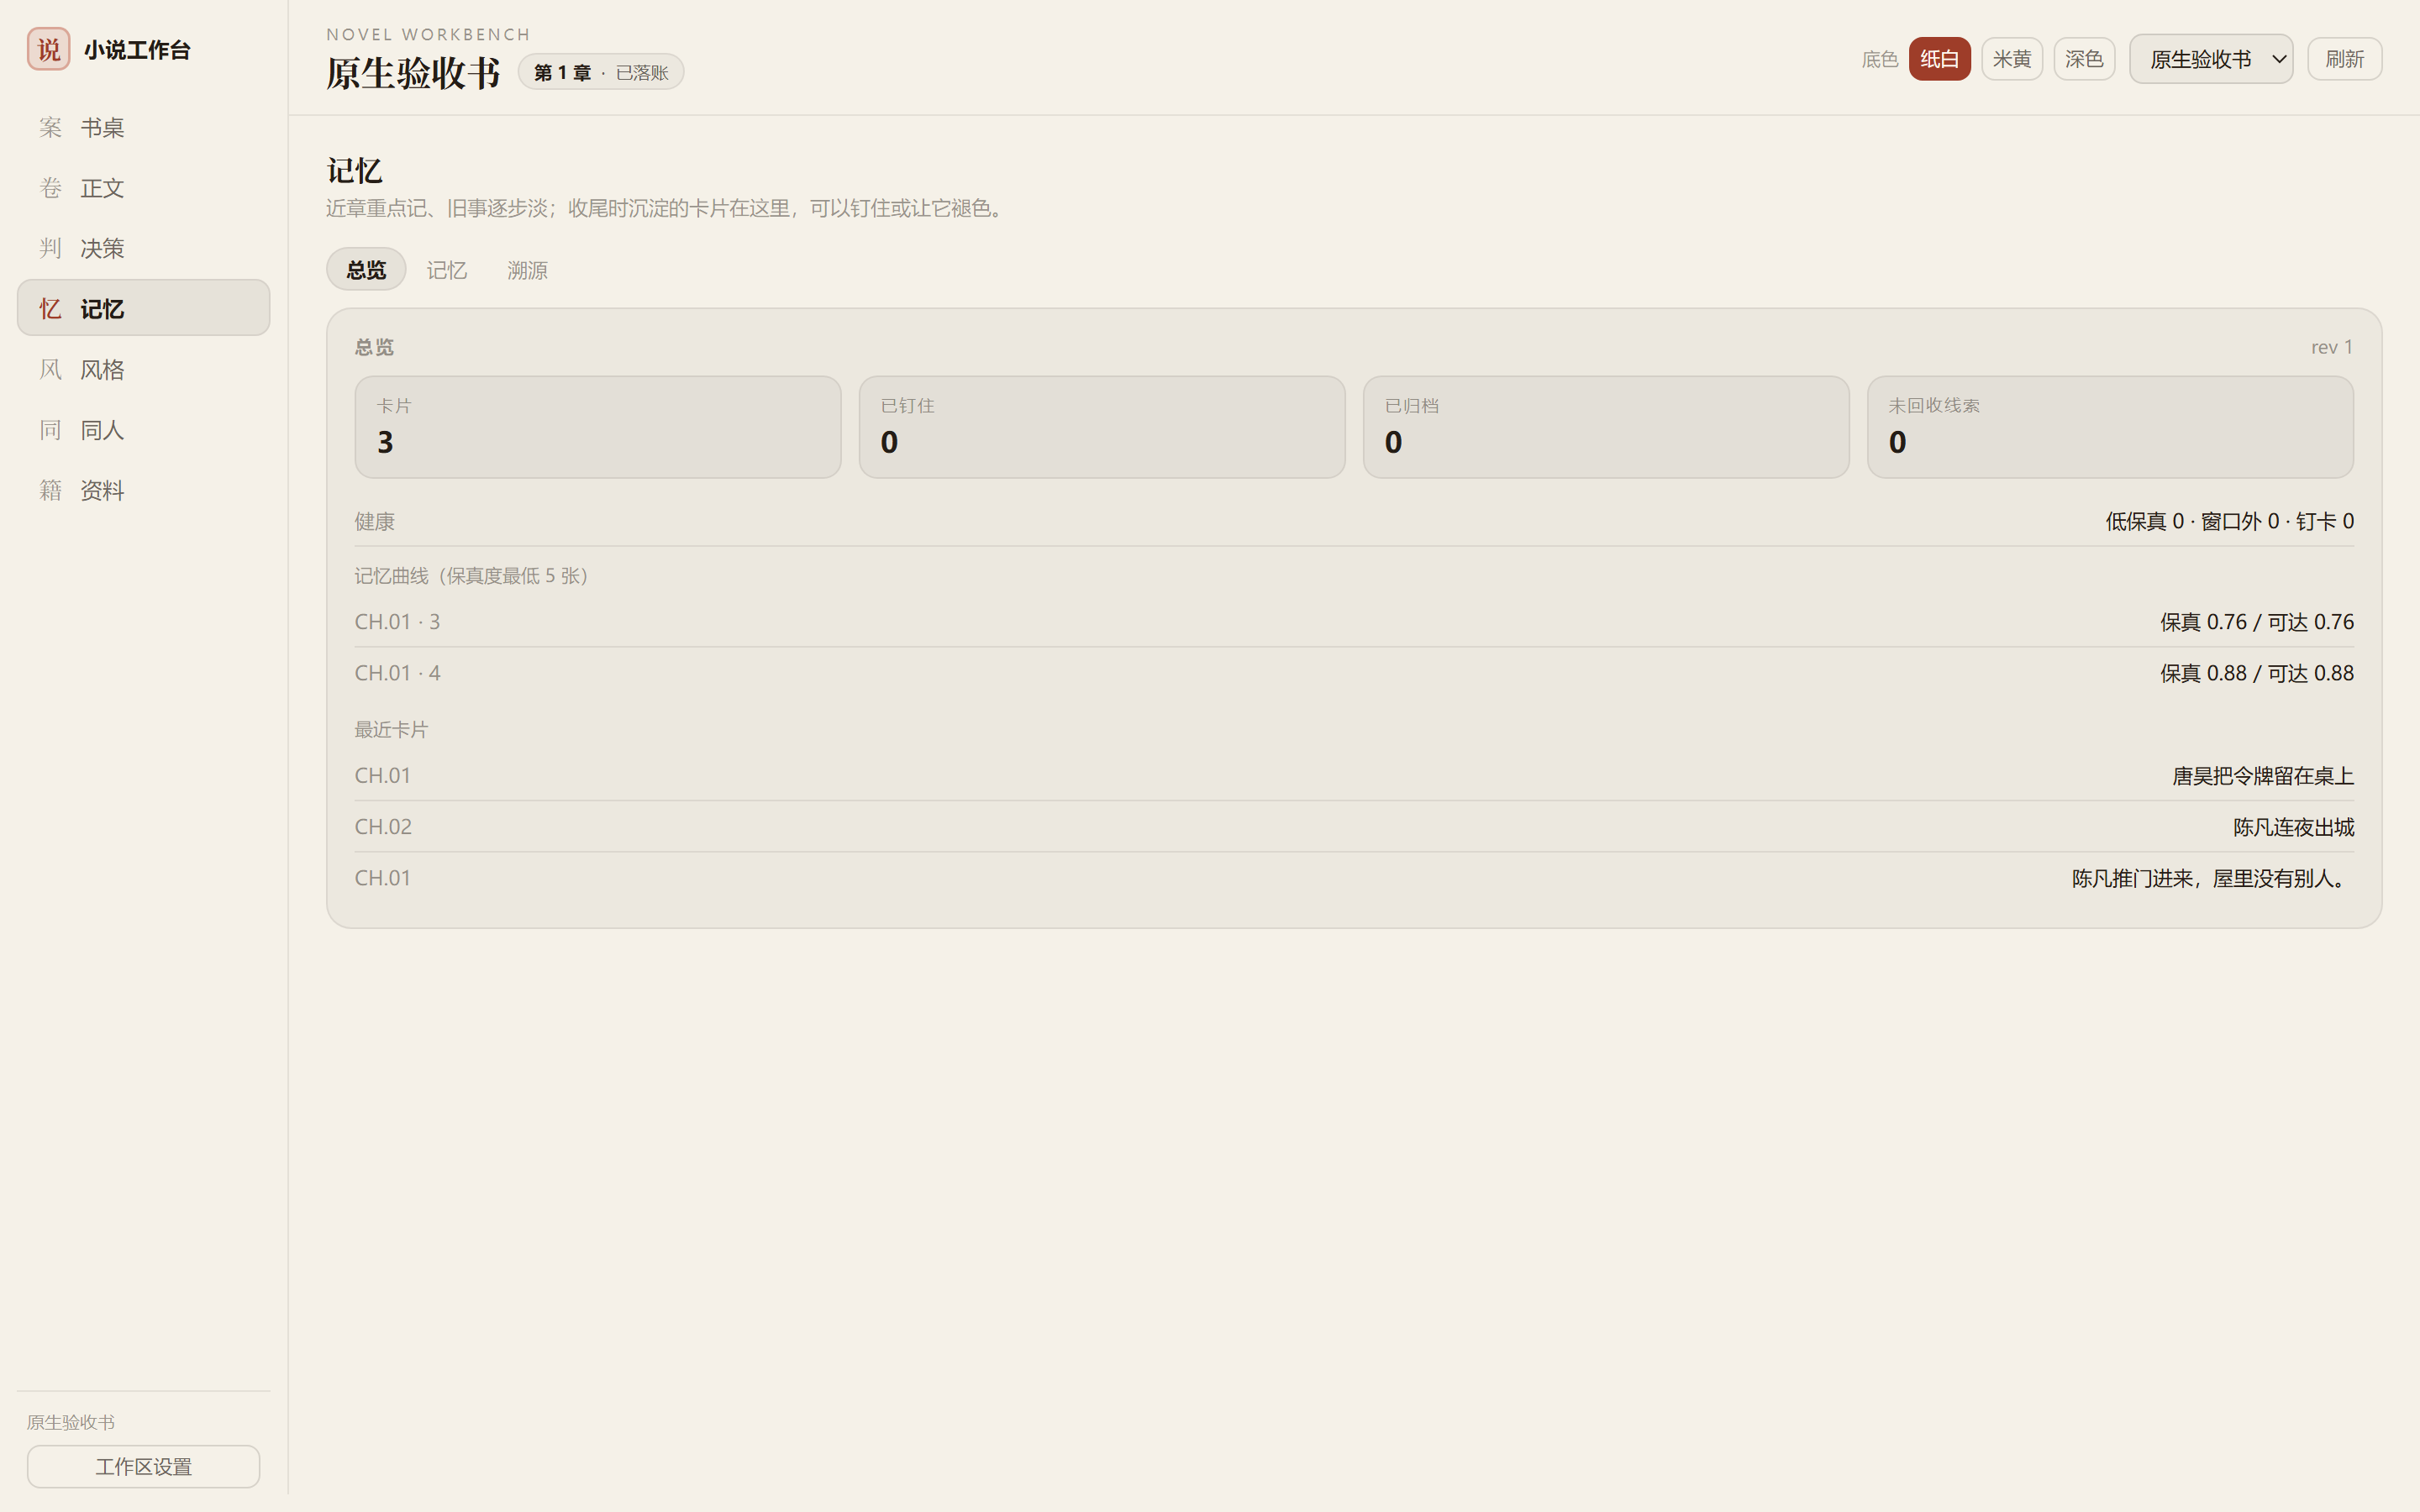 说 小说工作台
案 书桌
卷 正文
判 决策
忆 记忆
风 风格
同 同人
籍 资料
原生验收书
工作区设置
NOVEL WORKBENCH
原生验收书 第 1 章 · 已落账
底色 纸白 米黄 深色 原生验收书 刷新
记忆
近章重点记、旧事逐步淡；收尾时沉淀的卡片在这里，可以钉住或让它褪色。
总览 记忆 溯源
总览 rev 1
卡片 已钉住 已归档 未回收线索
3 0 0 0
健康 低保真 0 · 窗口外 0 · 钉卡 0
记忆曲线（保真度最低 5 张）
CH.01 · 3 保真 0.76 / 可达 0.76
CH.01 · 4 保真 0.88 / 可达 0.88
最近卡片
CH.01 唐昊把令牌留在桌上
CH.02 陈凡连夜出城
CH.01 陈凡推门进来，屋里没有别人。